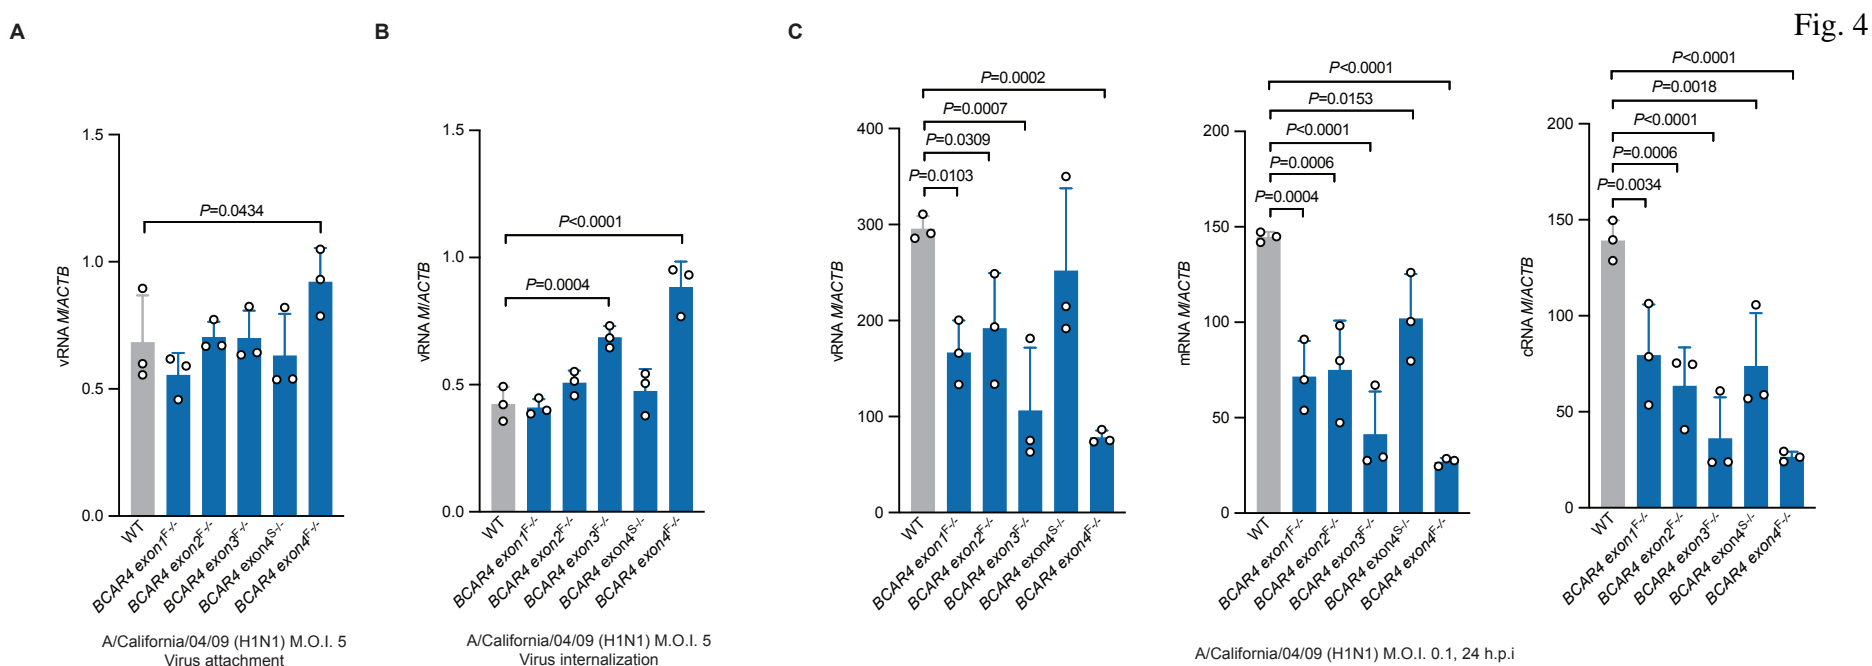 Fig. 4
A
P=0.0434
1.5
1.0
0.5
0.0
vRNA M/ACTB
WT
BCAR4 exon1F-/-
BCAR4 exon2F-/-
BCAR4 exon3F-/-
BCAR4 exon4S-/-
BCAR4 exon4F-/-
A/California/04/09 (H1N1) M.O.I. 5
Virus attachment
B
P<0.0001
P=0.0004
1.5
1.0
0.5
0.0
vRNA M/ACTB
WT
BCAR4 exon1F-/-
BCAR4 exon2F-/-
BCAR4 exon3F-/-
BCAR4 exon4S-/-
BCAR4 exon4F-/-
A/California/04/09 (H1N1) M.O.I. 5
Virus internalization
C
P=0.0002
P=0.0007
P=0.0309
P=0.0103
400
300
200
100
0
vRNA M/ACTB
WT
BCAR4 exon1F-/-
BCAR4 exon2F-/-
BCAR4 exon3F-/-
BCAR4 exon4S-/-
BCAR4 exon4F-/-
P<0.0001
P=0.0153
P<0.0001
P=0.0006
P=0.0004
200
150
100
50
0
mRNA M/ACTB
WT
BCAR4 exon1F-/-
BCAR4 exon2F-/-
BCAR4 exon3F-/-
BCAR4 exon4S-/-
BCAR4 exon4F-/-
P<0.0001
P=0.0018
P<0.0001
P=0.0006
P=0.0034
200
150
100
50
0
cRNA M/ACTB
WT
BCAR4 exon1F-/-
BCAR4 exon2F-/-
BCAR4 exon3F-/-
BCAR4 exon4S-/-
BCAR4 exon4F-/-
A/California/04/09 (H1N1) M.O.I. 0.1, 24 h.p.i